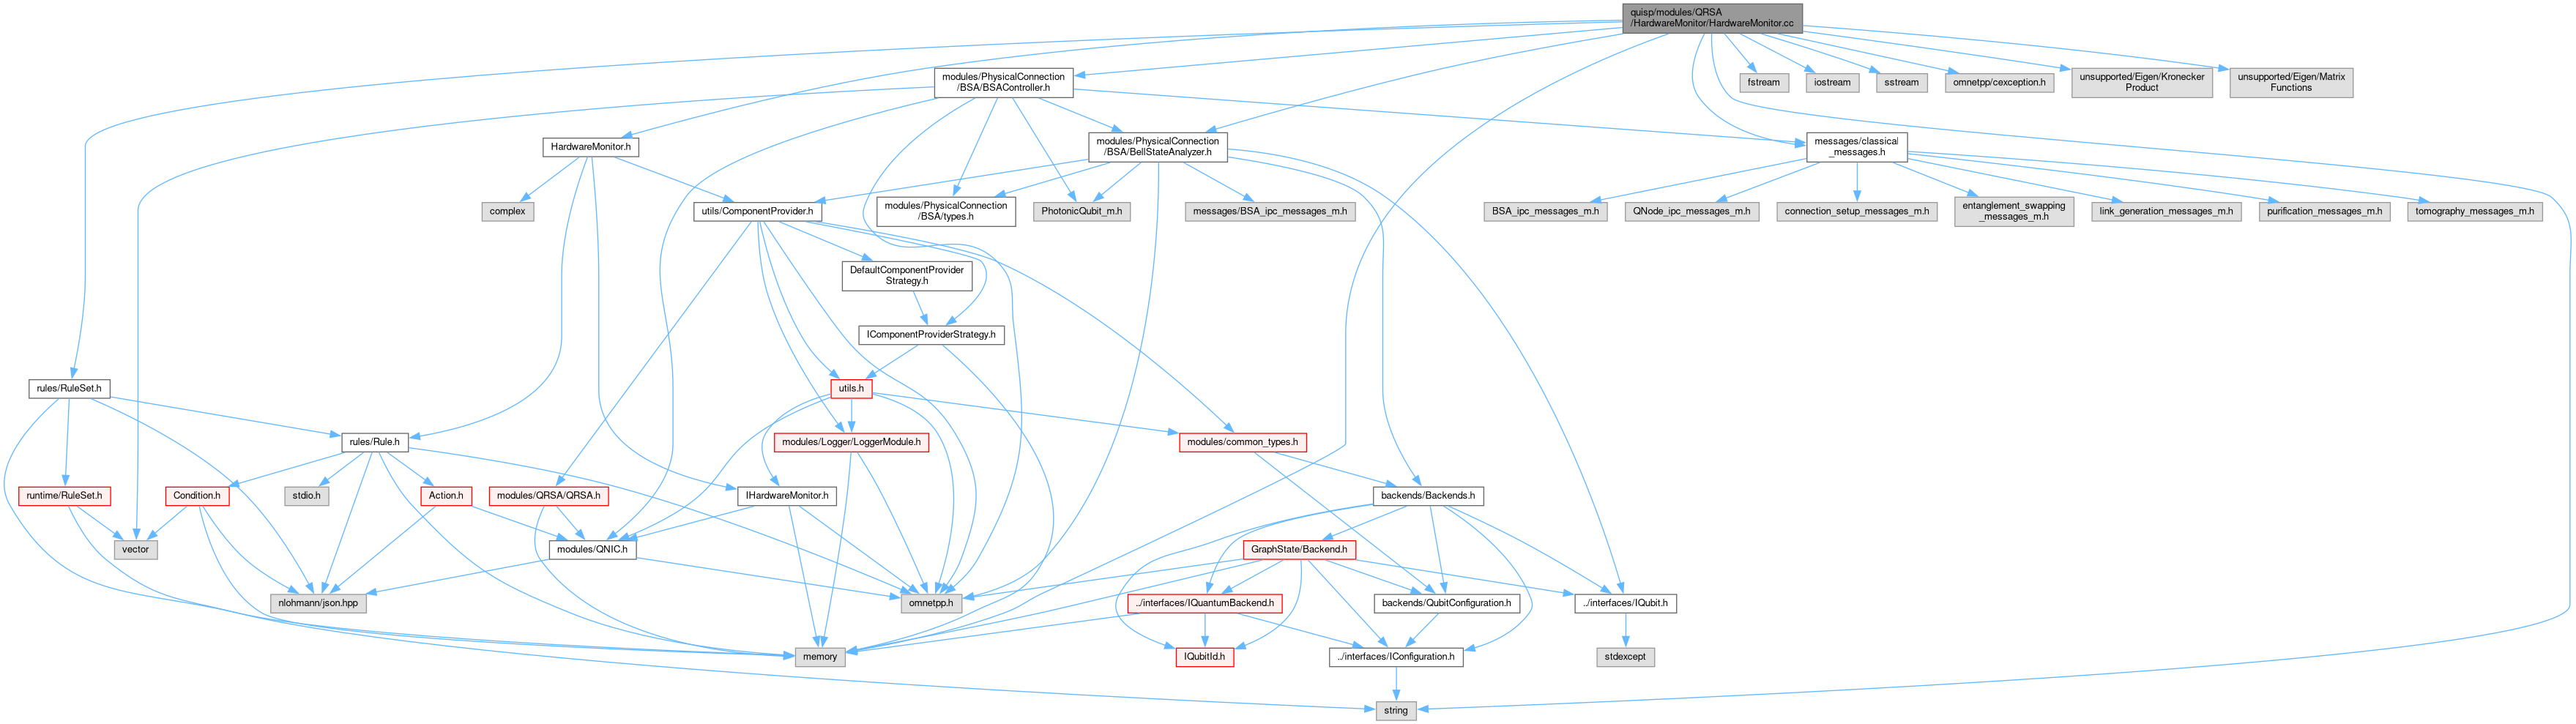 quisp/modules/QRSA
/HardwareMonitor/HardwareMonitor.cc
modules/PhysicalConnection
/BSA/BSAController.h
fstream
iostream
sstream
omnetpp/cexception.h
unsupported/Eigen/Kronecker
Product
unsupported/Eigen/Matrix
Functions
HardwareMonitor.h
modules/PhysicalConnection
/BSA/BellStateAnalyzer.h
messages/classical
_messages.h
complex
utils/ComponentProvider.h
modules/PhysicalConnection
/BSA/types.h
PhotonicQubit_m.h
messages/BSA_ipc_messages_m.h
BSA_ipc_messages_m.h
QNode_ipc_messages_m.h
connection_setup_messages_m.h
entanglement_swapping
_messages_m.h
link_generation_messages_m.h
purification_messages_m.h
tomography_messages_m.h
DefaultComponentProvider
Strategy.h
IComponentProviderStrategy.h
rules/RuleSet.h
utils.h
rules/Rule.h
modules/Logger/LoggerModule.h
modules/common_types.h
runtime/RuleSet.h
Condition.h
stdio.h
Action.h
modules/QRSA/QRSA.h
IHardwareMonitor.h
backends/Backends.h
vector
modules/QNIC.h
GraphState/Backend.h
nlohmann/json.hpp
omnetpp.h
../interfaces/IQuantumBackend.h
backends/QubitConfiguration.h
../interfaces/IQubit.h
memory
IQubitId.h
../interfaces/IConfiguration.h
stdexcept
string